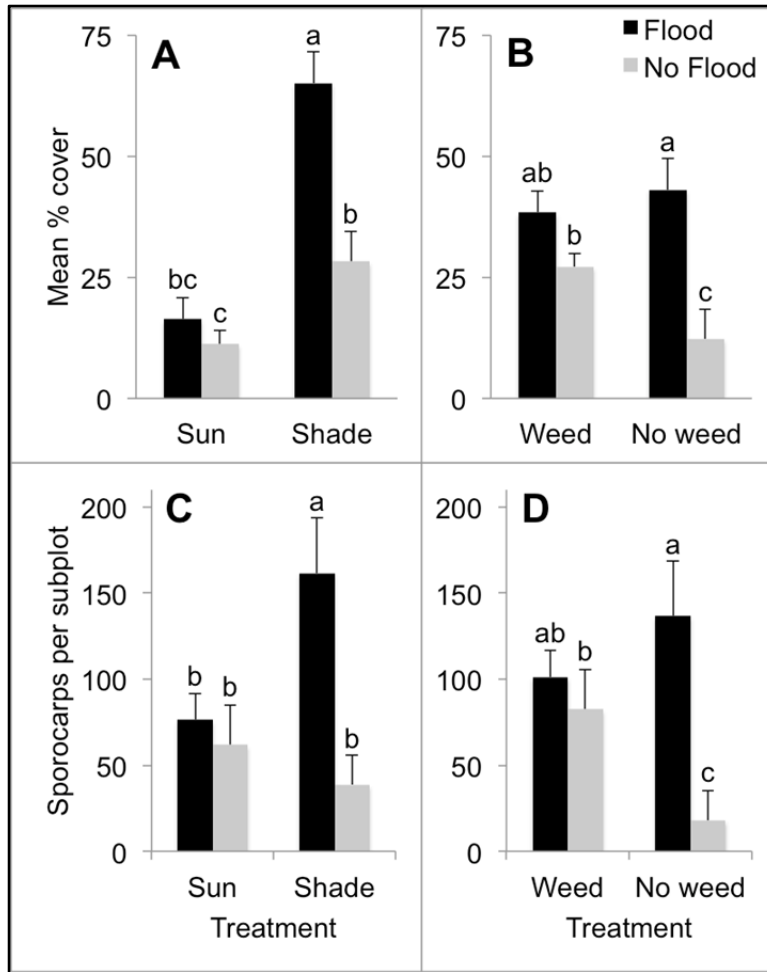 A
Mean % cover
75
50
25
0
bc
c
a
b
Sun
Shade
B
Flood
No Flood
75
50
25
0
ab
b
a
c
Weed
No weed
C
Sporocarps per subplot
200
150
100
50
0
b
b
a
b
Sun
Shade
Treatment
D
200
150
100
50
0
ab
b
a
c
Weed
No weed
Treatment